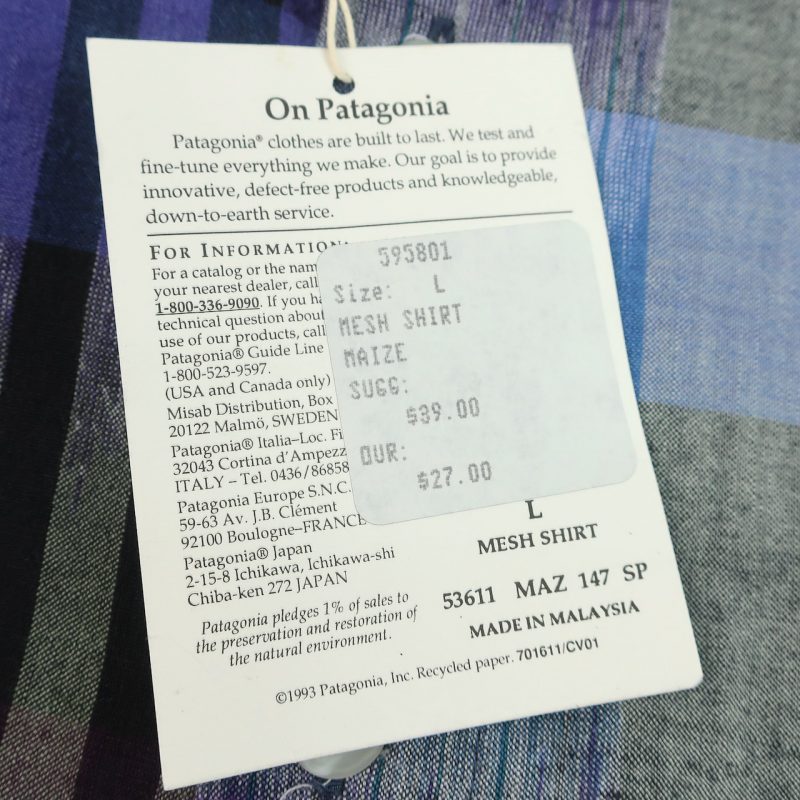 On Patagonia
Patagonia® clothes are built to last. We test and
fine-tune everything we make. Our goal is to provide
innovative, defect-free products and knowledgeable,
down-to-earth service.
FOR INFORMATION:
For a catalog or the nam
your nearest dealer, call
1-800-336-9090. If you ha
technical question about
use of our products, call
Patagonia® Guide Line
1-800-523-9597.
(USA and Canada only)
Misab Distribution, Box
20122 Malmö, SWEDEN
Patagonia® Italia–Loc. Fi
32043 Cortina d'Ampezz
ITALY – Tel. 0436/86858
Patagonia Europe S.N.C.
59-63 Av. J.B. Clément
92100 Boulogne–FRANCE
Patagonia® Japan
2-15-8 Ichikawa, Ichikawa-shi
Chiba-ken 272 JAPAN
Patagonia pledges 1% of sales to
the preservation and restoration of
the natural environment.
595801
Size: L
MESH SHIRT
MAIZE
SUGG:
$39.00
OUR:
$27.00
L
MESH SHIRT
53611 MAZ 147 SP
MADE IN MALAYSIA
©1993 Patagonia, Inc. Recycled paper. 701611/CV01